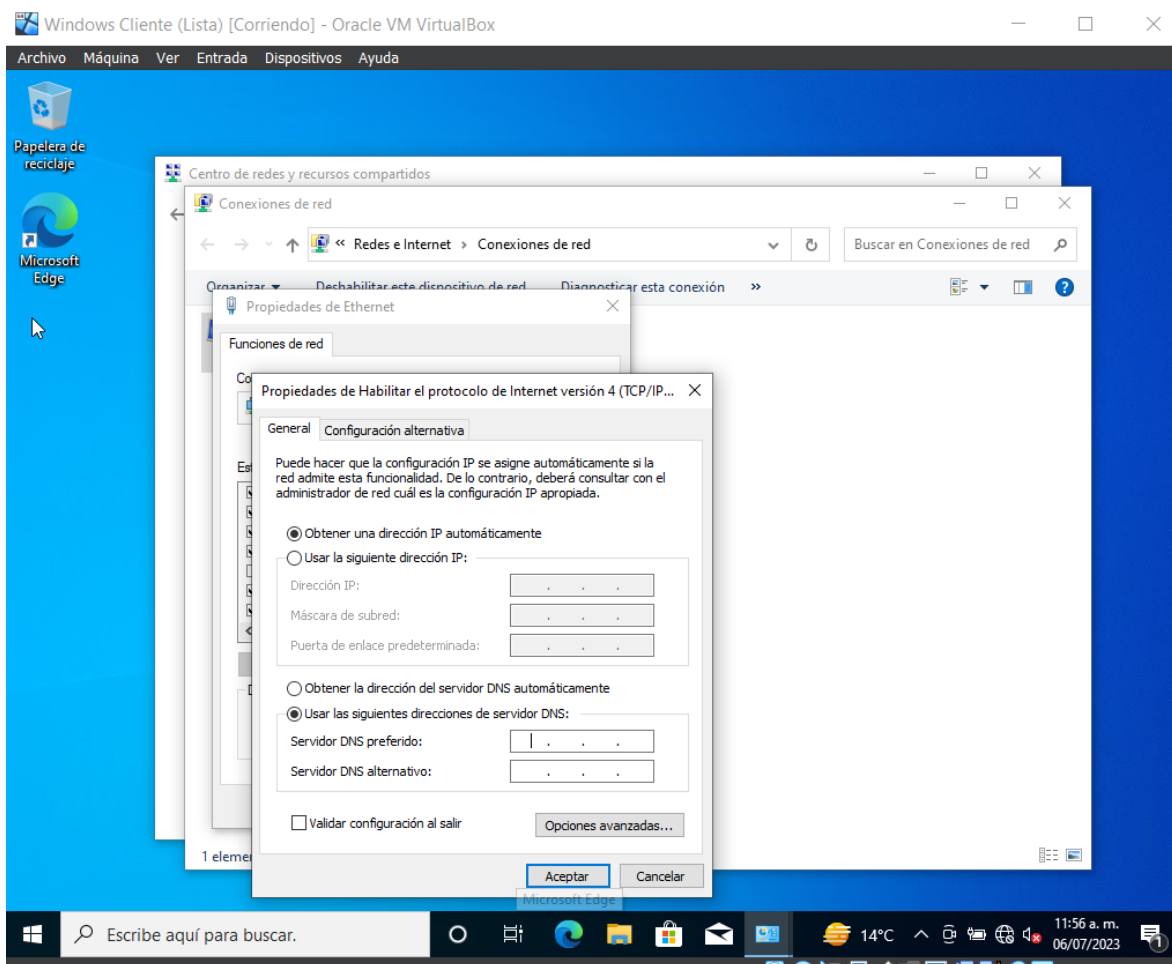 Windows Cliente (Lista) [Corriendo] - Oracle VM VirtualBox
Archivo Máquina Ver Entrada Dispositivos Ayuda
Papelera de
reciclaje
Microsoft
Edge
Centro de redes y recursos compartidos
Conexiones de red
« Redes e Internet › Conexiones de red
Buscar en Conexiones de red
Organizar Deshabilitar este dispositivo de red Diagnosticar esta conexión »
Propiedades de Ethernet
Funciones de red
Co
Propiedades de Habilitar el protocolo de Internet versión 4 (TCP/IP...
General Configuración alternativa
Puede hacer que la configuración IP se asigne automáticamente si la
red admite esta funcionalidad. De lo contrario, deberá consultar con el
administrador de red cuál es la configuración IP apropiada.
Es
Obtener una dirección IP automáticamente
Usar la siguiente dirección IP:
Dirección IP:
Máscara de subred:
Puerta de enlace predeterminada:
Obtener la dirección del servidor DNS automáticamente
Usar las siguientes direcciones de servidor DNS:
Servidor DNS preferido:
Servidor DNS alternativo:
Validar configuración al salir
Opciones avanzadas...
1 eleme
Aceptar Cancelar
Microsoft Edge
Escribe aquí para buscar.
14°C
11:56 a. m.
06/07/2023
1